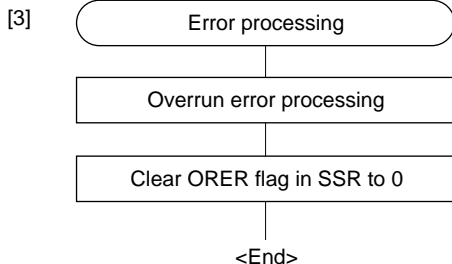 [3]
Error processing
Overrun error processing
Clear ORER flag in SSR to 0
<End>